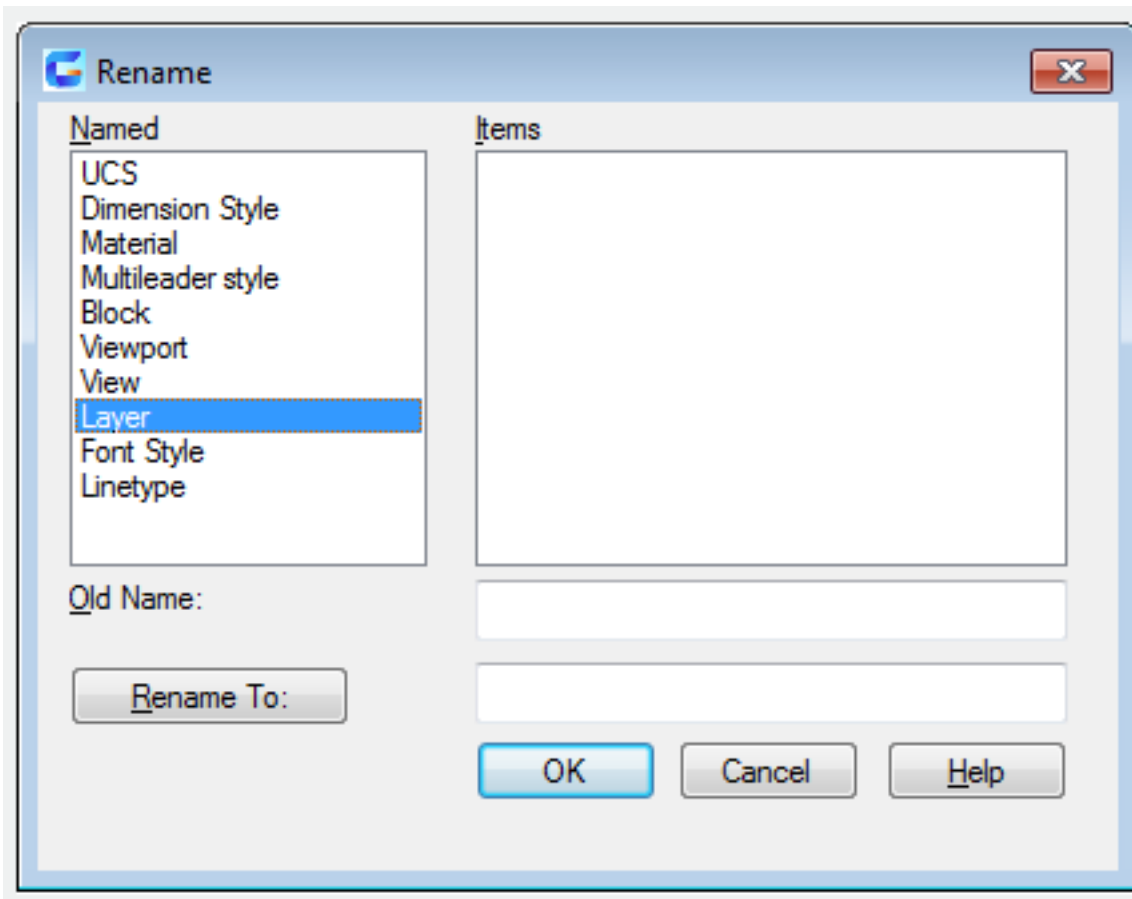 Rename
Named
Items
UCS
Dimension Style
Material
Multileader style
Block
Viewport
View
Layer
Font Style
Linetype
Old Name:
Rename To:
OK
Cancel
Help